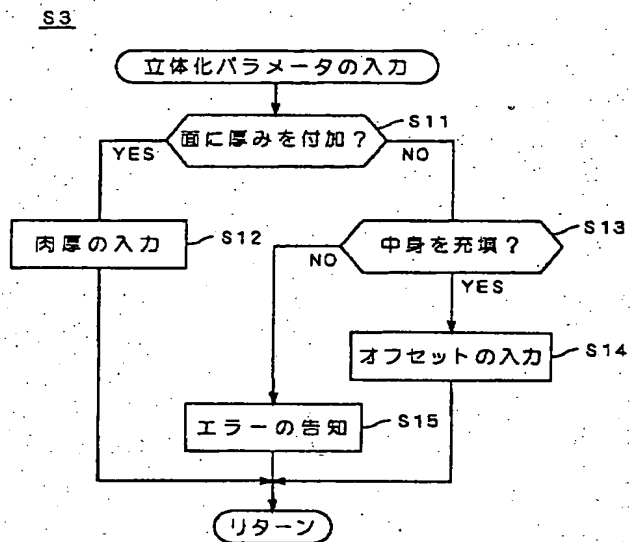 S3
立体化パラメータの入力
面に厚みを付加？
S11
YES
NO
肉厚の入力
S12
中身を充填？
S13
NO
YES
オフセットの入力
S14
エラーの告知
S15
リターン